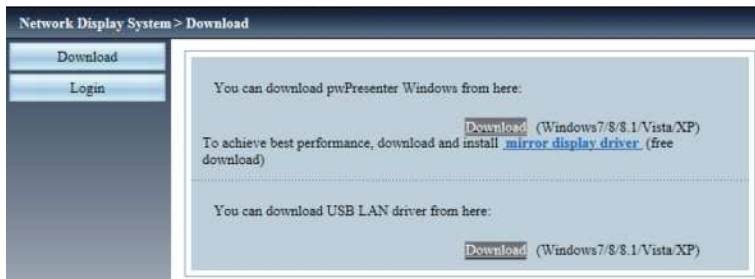 Network Display System > Download
Download
Login
You can download pwPresenter Windows from here:
Download (Windows7/8/8.1/Vista/XP)
To achieve best performance, download and install mirror display driver (free
download)
You can download USB LAN driver from here:
Download (Windows7/8/8.1/Vista/XP)